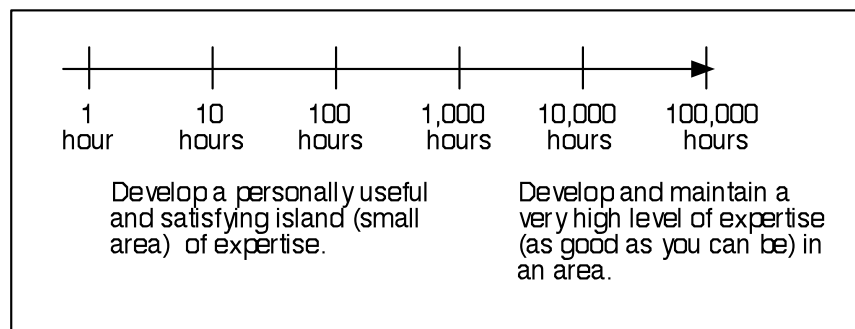 1 10 100 1,000 10,000 100,000
hour hours hours hours hours hours
Develop a personally useful
and satisfying island (small
area) of expertise.
Develop and maintain a
very high level of expertise
(as good as you can be) in
an area.